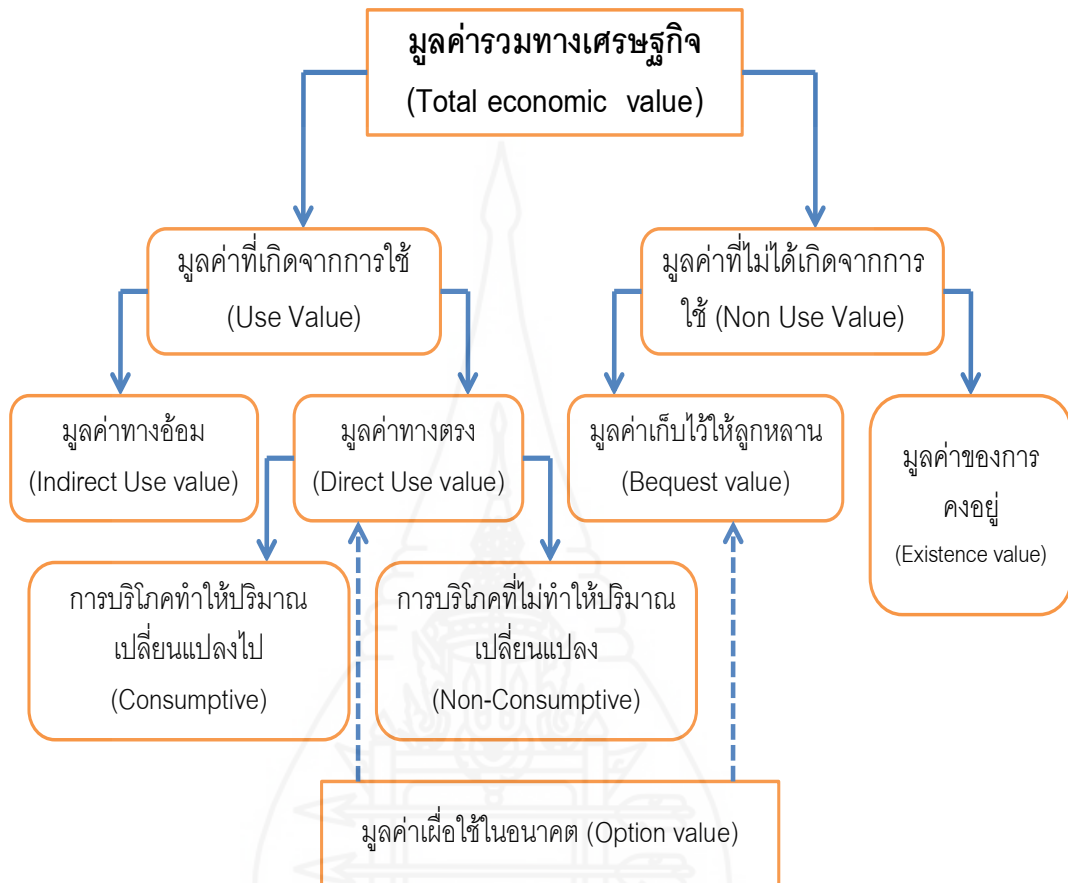 มูลค่ารวมทางเศรษฐกิจ
(Total economic value)
มูลค่าที่เกิดจากการใช้
(Use Value)
มูลค่าที่ไม่ได้เกิดจากการ
ใช้ (Non Use Value)
มูลค่าทางอ้อม
(Indirect Use value)
มูลค่าทางตรง
(Direct Use value)
มูลค่าเก็บไว้ให้ลูกหลาน
(Bequest value)
มูลค่าของการ
คงอยู่
(Existence value)
การบริโภคทำให้ปริมาณ
เปลี่ยนแปลงไป
(Consumptive)
การบริโภคที่ไม่ทำให้ปริมาณ
เปลี่ยนแปลง
(Non-Consumptive)
มูลค่าเผื่อใช้ในอนาคต (Option value)